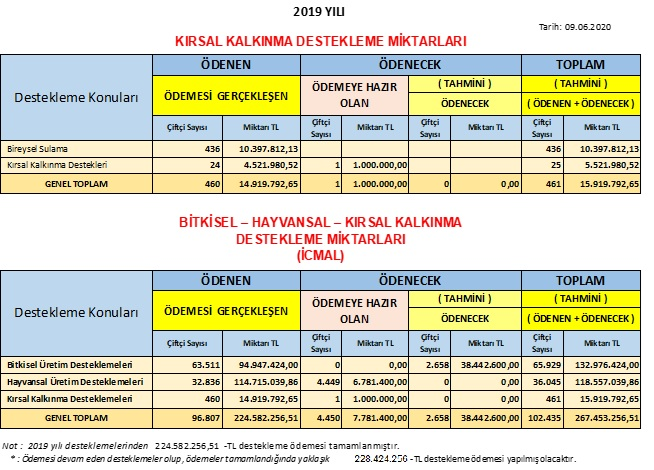 2019 YILI
Tarih: 09.06.2020
KIRSAL KALKINMA DESTEKLEME MİKTARLARI
Destekleme Konuları ÖDENEN ÖDENECEK TOPLAM
ÖDEMESİ GERÇEKLEŞEN ÖDEMEYE HAZIR OLAN ( TAHMİNİ ) ÖDENECEK ( TAHMİNİ ) ( ÖDENEN + ÖDENECEK )
Çiftçi Sayısı Miktarı TL Çiftçi Sayısı Miktarı TL Çiftçi Sayısı Miktarı TL Çiftçi Sayısı Miktarı TL
Bireysel Sulama 436 10.397.812,13 436 10.397.812,13
Kırsal Kalkınma Destekleri 24 4.521.980,52 1 1.000.000,00 25 5.521.980,52
GENEL TOPLAM 460 14.919.792,65 1 1.000.000,00 0 0,00 461 15.919.792,65
BİTKİSEL – HAYVANSAL – KIRSAL KALKINMA
DESTEKLEME MİKTARLARI
(İCMAL)
Destekleme Konuları ÖDENEN ÖDENECEK TOPLAM
ÖDEMESİ GERÇEKLEŞEN ÖDEMEYE HAZIR OLAN ( TAHMİNİ ) ÖDENECEK ( TAHMİNİ ) ( ÖDENEN + ÖDENECEK )
Çiftçi Sayısı Miktarı TL Çiftçi Sayısı Miktarı TL Çiftçi Sayısı Miktarı TL Çiftçi Sayısı Miktarı TL
Bitkisel Üretim Desteklemeleri 63.511 94.947.424,00 0 0,00 2.658 38.442.600,00 65.929 132.976.424,00
Hayvansal Üretim Desteklemeleri 32.836 114.715.039,86 4.449 6.781.400,00 36.045 118.557.039,86
Kırsal Kalkınma Desteklemeleri 460 14.919.792,65 1 1.000.000,00 0 0,00 461 15.919.792,65
GENEL TOPLAM 96.807 224.582.256,51 4.450 7.781.400,00 2.658 38.442.600,00 102.435 267.453.256,51
Not : 2019 yılı desteklemelerinden 224.582.256,51 -TL destekleme ödemesi tamamlanmıştır.
* : Ödemesi devam eden desteklemeler olup, ödemeler tamamlandığında yaklaşık 228.424.256 -TL destekleme ödemesi yapılmış olacaktır.